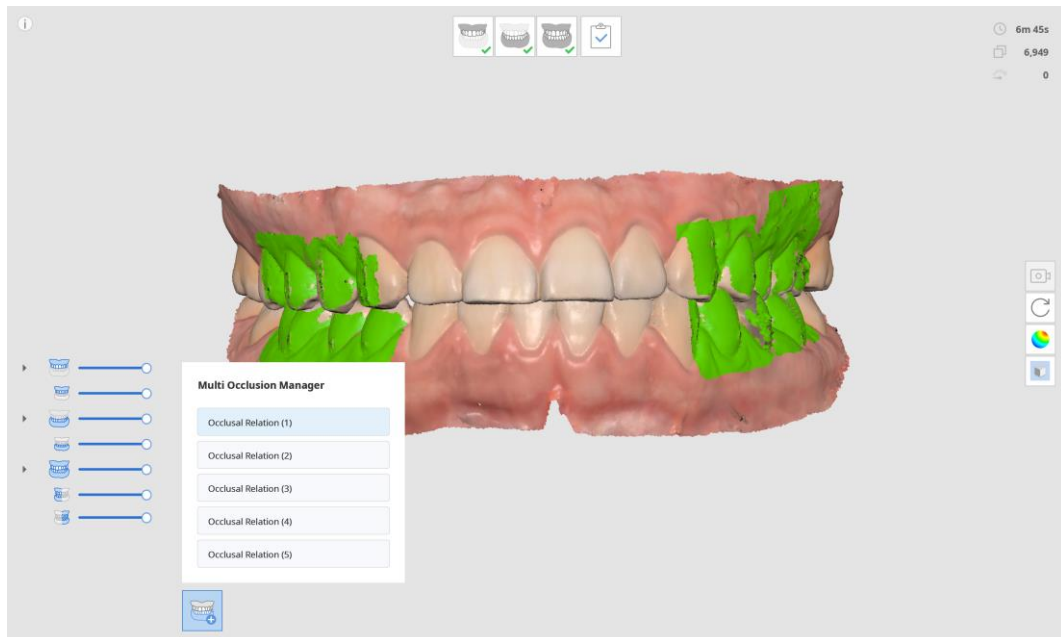 i
6m 45s
6,949
0
Multi Occlusion Manager
Occlusal Relation (1)
Occlusal Relation (2)
Occlusal Relation (3)
Occlusal Relation (4)
Occlusal Relation (5)